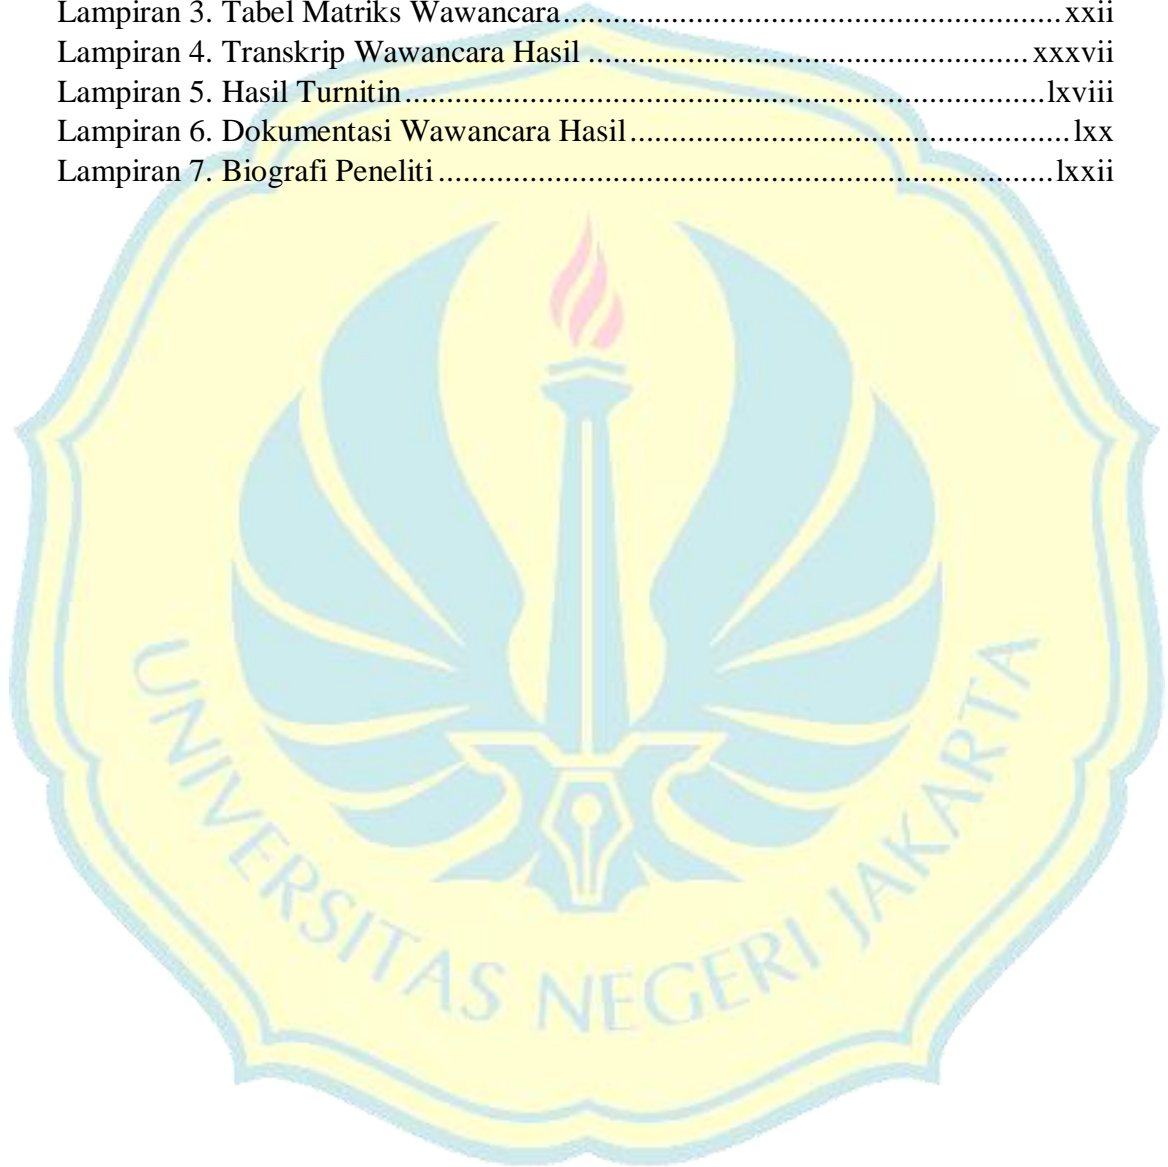 Lampiran 3. Tabel Matriks Wawancara............................................................xxii
Lampiran 4. Transkrip Wawancara Hasil .....................................................xxxvii
Lampiran 5. Hasil Turnitin..............................................................................lxviii
Lampiran 6. Dokumentasi Wawancara Hasil.....................................................lxx
Lampiran 7. Biografi Peneliti...........................................................................lxxii
UNIVERSITAS NEGERI JAKARTA